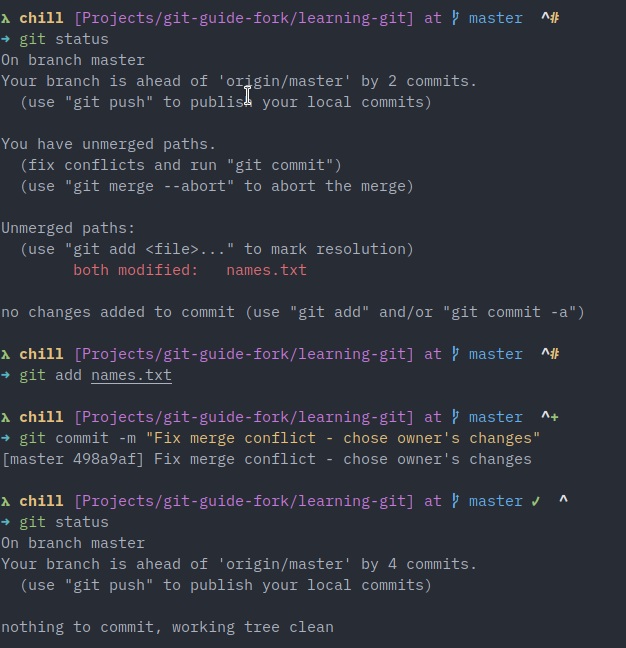 λ chill [Projects/git-guide-fork/learning-git] at ᚠ master ^#
➜ git status
On branch master
Your branch is ahead of 'origin/master' by 2 commits.
  (use "git push" to publish your local commits)

You have unmerged paths.
  (fix conflicts and run "git commit")
  (use "git merge --abort" to abort the merge)

Unmerged paths:
  (use "git add <file>..." to mark resolution)
        both modified:   names.txt

no changes added to commit (use "git add" and/or "git commit -a")

λ chill [Projects/git-guide-fork/learning-git] at ᚠ master ^#
➜ git add names.txt

λ chill [Projects/git-guide-fork/learning-git] at ᚠ master ^+
➜ git commit -m "Fix merge conflict - chose owner's changes"
[master 498a9af] Fix merge conflict - chose owner's changes

λ chill [Projects/git-guide-fork/learning-git] at ᚠ master ✓ ^
➜ git status
On branch master
Your branch is ahead of 'origin/master' by 4 commits.
  (use "git push" to publish your local commits)

nothing to commit, working tree clean